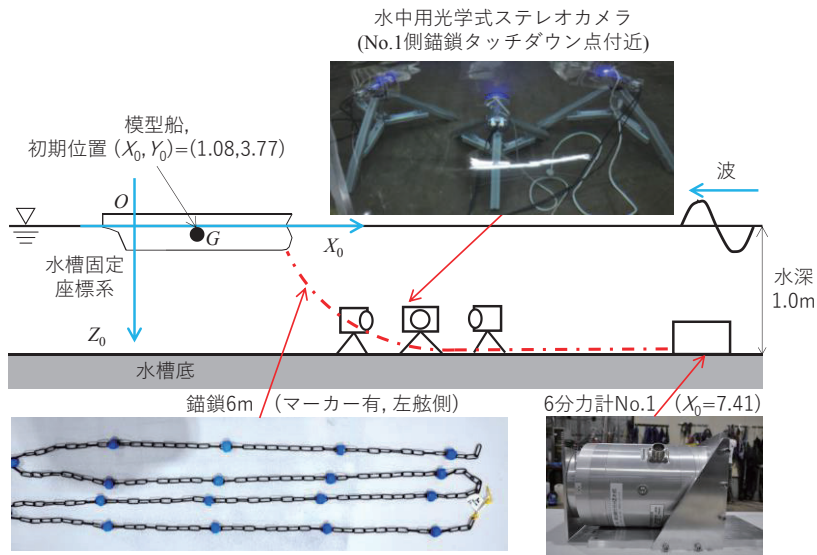 水中用光学式ステレオカメラ
(No.1側錨鎖タッチダウン点付近)
模型船,
初期位置 (X₀, Y₀)=(1.08,3.77)
波
O
G
X₀
水槽固定
座標系
水深
1.0m
Z₀
水槽底
錨鎖6m (マーカー有, 左舷側)
6分力計No.1 (X₀=7.41)